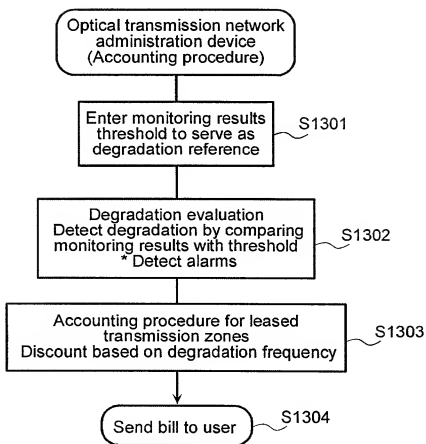 Optical transmission network
administration device
(Accounting procedure)
Enter monitoring results
threshold to serve as
degradation reference
S1301
Degradation evaluation
Detect degradation by comparing
monitoring results with threshold
* Detect alarms
S1302
Accounting procedure for leased
transmission zones
Discount based on degradation frequency
S1303
Send bill to user
S1304